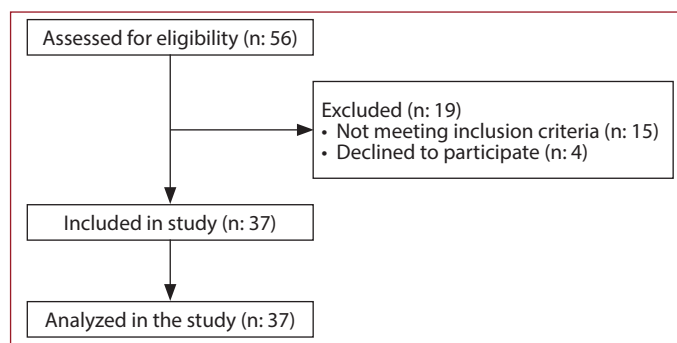 Assessed for eligibility (n: 56)
Excluded (n: 19)
• Not meeting inclusion criteria (n: 15)
• Declined to participate (n: 4)
Included in study (n: 37)
Analyzed in the study (n: 37)